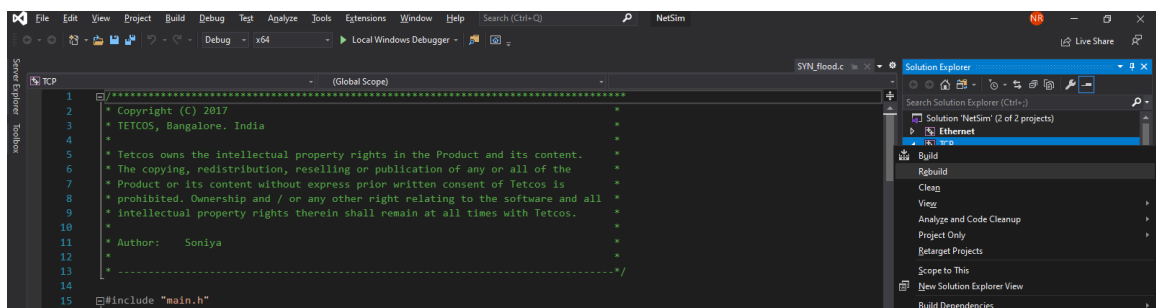 File Edit View Project Build Debug Test Analyze Tools Extensions Window Help Search (Ctrl+Q) NetSim NR
Debug x64 Local Windows Debugger Live Share
SYN_flood.c Solution Explorer
Server Explorer
Toolbox
TCP (Global Scope)
Search Solution Explorer (Ctrl+;)
Solution 'NetSim' (2 of 2 projects)
Ethernet
TCP
1 /************************************************************************************
2 * Copyright (C) 2017 *
3 * TETCOS, Bangalore. India *
4 * *
5 * Tetcos owns the intellectual property rights in the Product and its content. *
6 * The copying, redistribution, reselling or publication of any or all of the *
7 * Product or its content without express prior written consent of Tetcos is *
8 * prohibited. Ownership and / or any other right relating to the software and all *
9 * intellectual property rights therein shall remain at all times with Tetcos. *
10 * *
11 * Author: Soniya *
12 * *
13 * ---------------------------------------------------------------------------------*/
14
15 #include "main.h"
Build
Rebuild
Clean
View
Analyze and Code Cleanup
Project Only
Retarget Projects
Scope to This
New Solution Explorer View
Build Dependencies